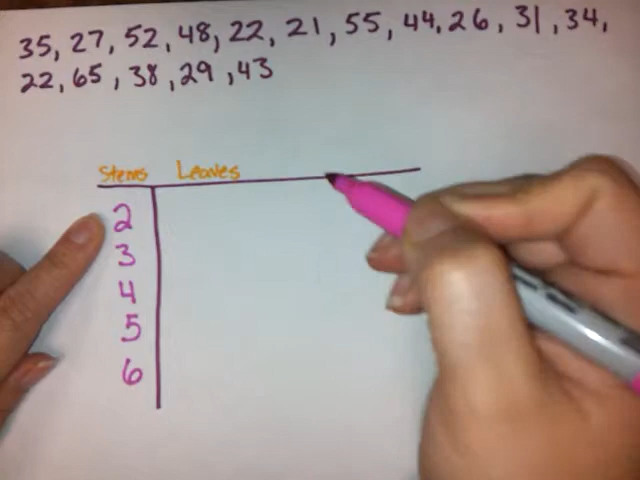 35, 27, 52, 48, 22, 21, 55, 44, 26, 31, 34,
22, 65, 38, 29, 43
Stems Leaves
2
3
4
5
6